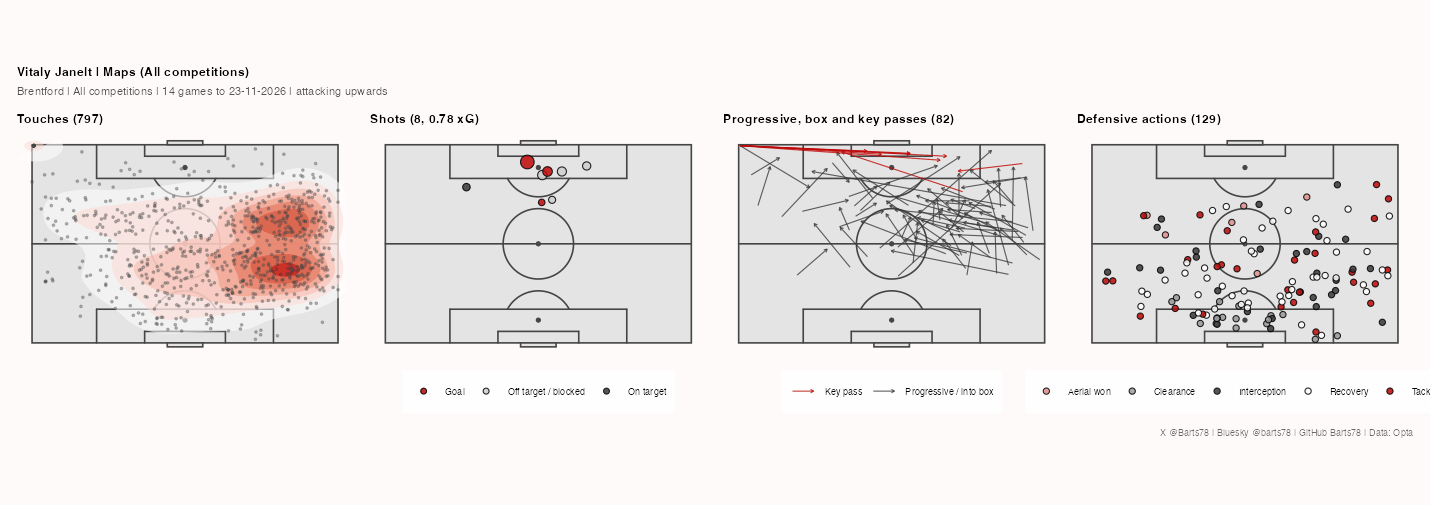 Vitaly Janelt | Maps (All competitions)
Brentford | All competitions | 14 games to 23-11-2026 | attacking upwards
Touches (797)
Shots (8, 0.78 xG)
Progressive, box and key passes (82)
Defensive actions (129)
Goal
Off target / blocked
On target
Key pass
Progressive / into box
Aerial won
Clearance
Interception
Recovery
Tack
X @Barts78 | Bluesky @barts78 | GitHub Barts78 | Data: Opta